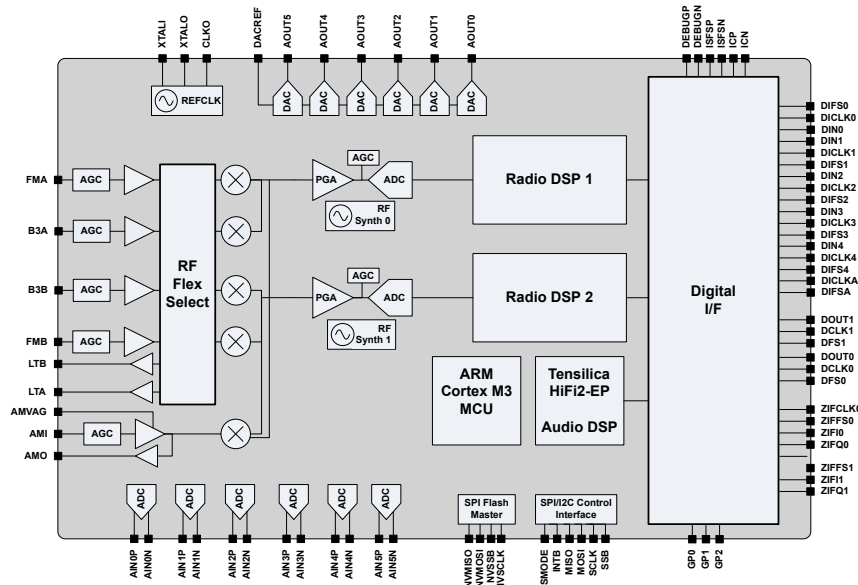 XTALI
XTALO
CLKO
DACREF
AOUT5
AOUT4
AOUT3
AOUT2
AOUT1
AOUT0
DEBUGP
DEBUGN
ISFSP
ISFSN
ICP
ICN
REFCLK
DAC
DAC
DAC
DAC
DAC
DAC
FMA
AGC
B3A
AGC
B3B
AGC
FMB
AGC
LTB
LTA
AMVAG
AMI
AGC
AMO
RF
Flex
Select
PGA
AGC
ADC
RF
Synth 0
PGA
AGC
ADC
RF
Synth 1
Radio DSP 1
Radio DSP 2
ARM
Cortex M3
MCU
Tensilica
HiFi2-EP
Audio DSP
Digital
I/F
DIFS0
DICLK0
DIN0
DIN1
DICLK1
DIFS1
DIN2
DICLK2
DIFS2
DIN3
DICLK3
DIFS3
DIN4
DICLK4
DIFS4
DICLKA
DIFSA
DOUT1
DCLK1
DFS1
DOUT0
DCLK0
DFS0
ZIFFS0
ZIFI0
ZIFQ0
ZIFFS1
ZIFI1
ZIFQ1
ADC
ADC
ADC
ADC
ADC
ADC
AIN0P
AIN0N
AIN1P
AIN1N
AIN2P
AIN2N
AIN3P
AIN3N
AIN4P
AIN4N
AIN5P
AIN5N
SPI Flash
Master
NVMISO
NVMOSI
NVSSB
SPI/I2C Control
Interface
SMODE
INTB
MISO
MOSI
SCLK
SSB
GP0
GP1
GP2